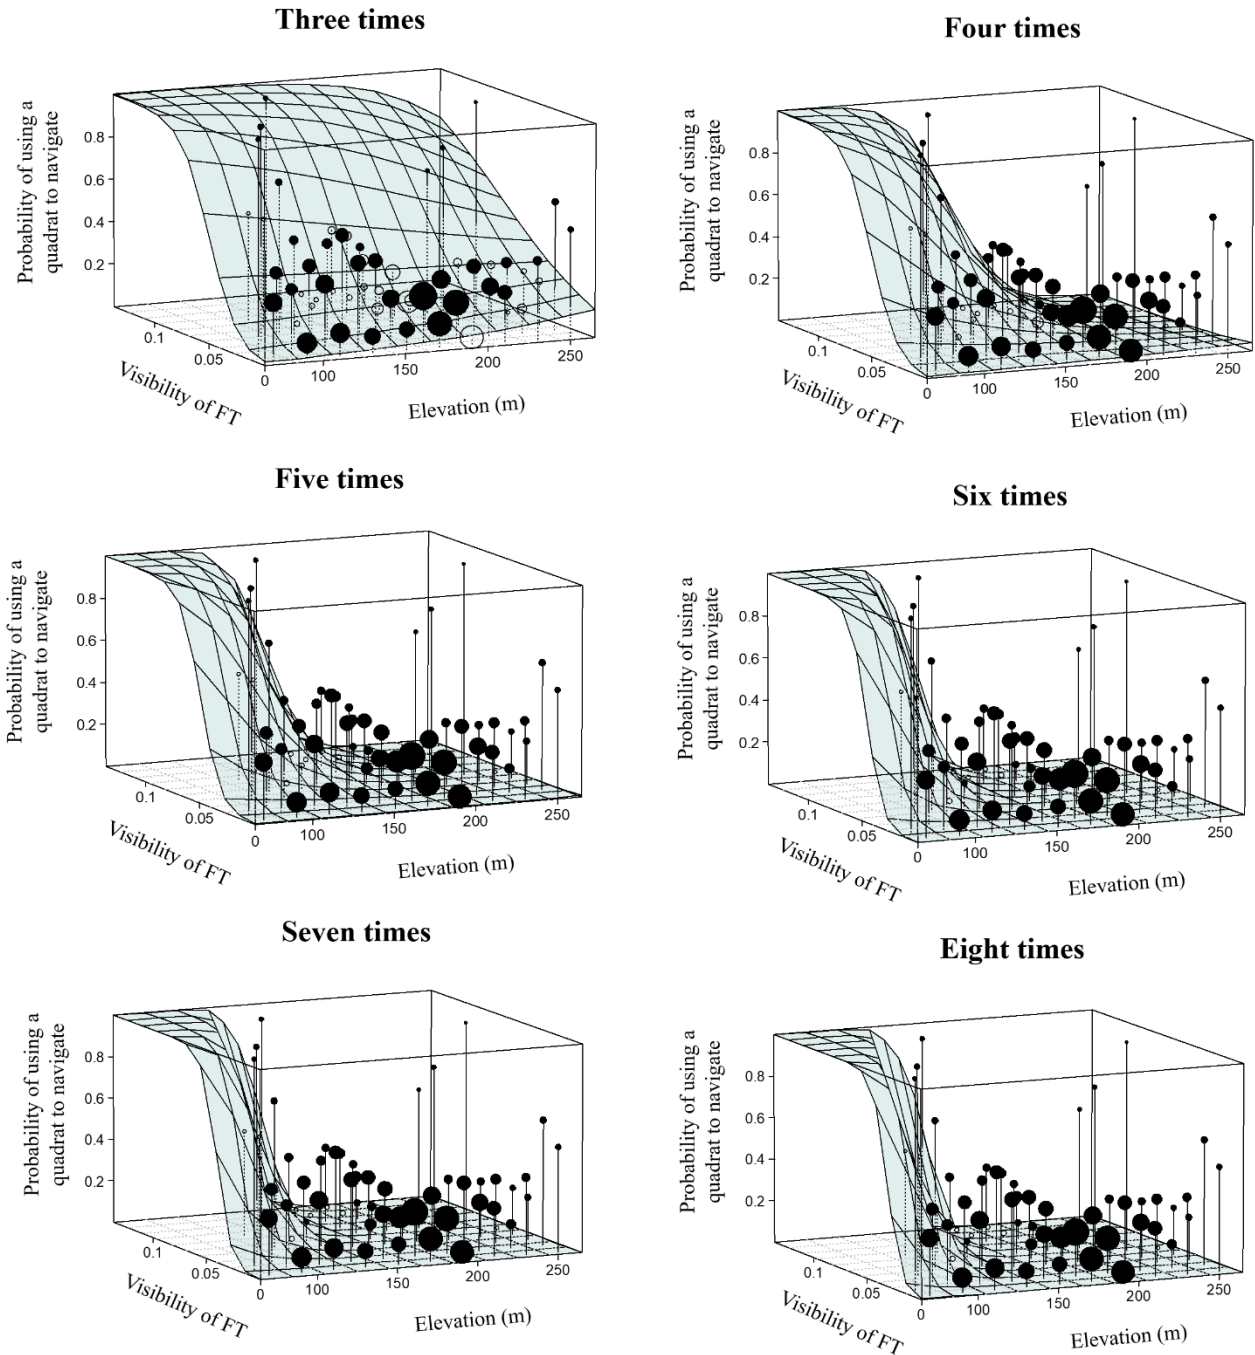 Three times
Probability of using a
quadrat to navigate
0.8
0.6
0.4
0.2
0.1
0.05
0
100
150
200
250
Visibility of FT
Elevation (m)
Four times
Probability of using a
quadrat to navigate
0.8
0.6
0.4
0.2
0.1
0.05
0
100
150
200
250
Visibility of FT
Elevation (m)
Five times
Probability of using a
quadrat to navigate
0.8
0.6
0.4
0.2
0.1
0.05
0
100
150
200
250
Visibility of FT
Elevation (m)
Six times
Probability of using a
quadrat to navigate
0.8
0.6
0.4
0.2
0.1
0.05
0
100
150
200
250
Visibility of FT
Elevation (m)
Seven times
Probability of using a
quadrat to navigate
0.8
0.6
0.4
0.2
0.1
0.05
0
100
150
200
250
Visibility of FT
Elevation (m)
Eight times
Probability of using a
quadrat to navigate
0.8
0.6
0.4
0.2
0.1
0.05
0
100
150
200
250
Visibility of FT
Elevation (m)